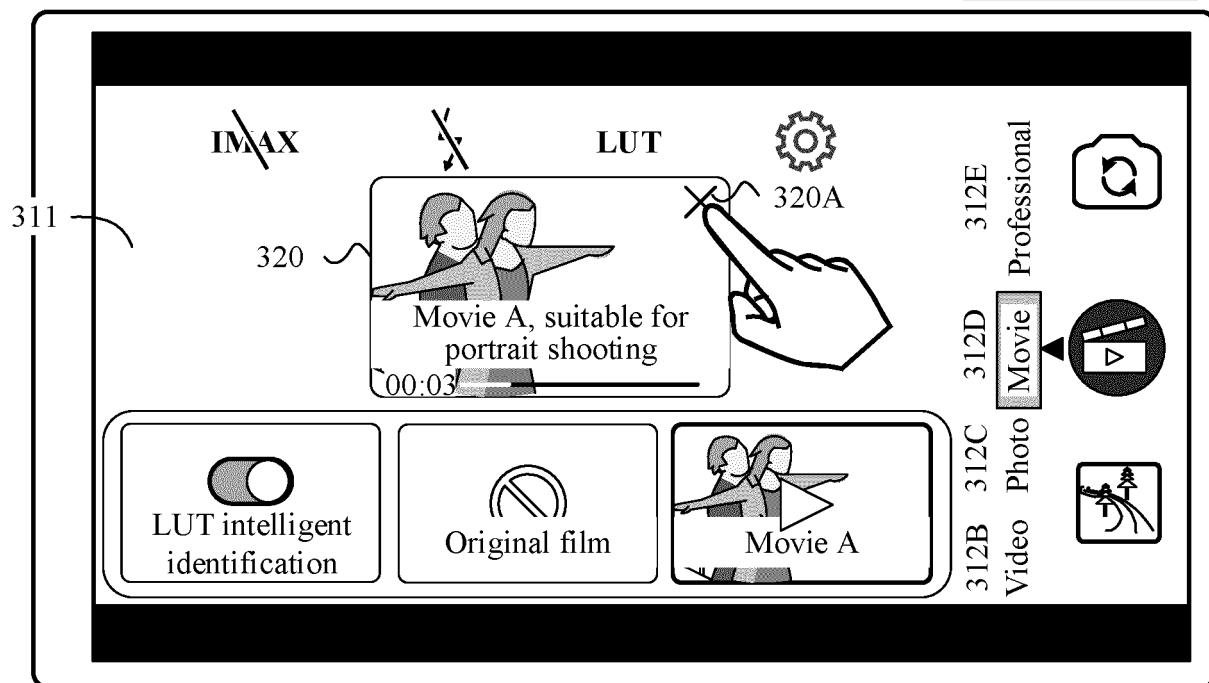 IMAX
LUT
311
320
320A
Movie A, suitable for
portrait shooting
00:03
LUT intelligent
identification
Original film
Movie A
312B
Video
312C
Photo
312D
Movie
312E
Professional